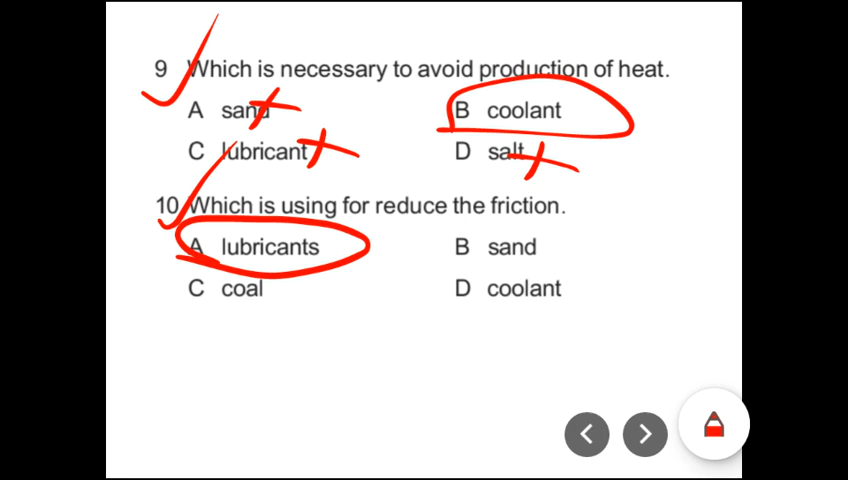 9 Which is necessary to avoid production of heat.
A sand B coolant
C lubricant D salt
10 Which is using for reduce the friction.
A lubricants B sand
C coal D coolant